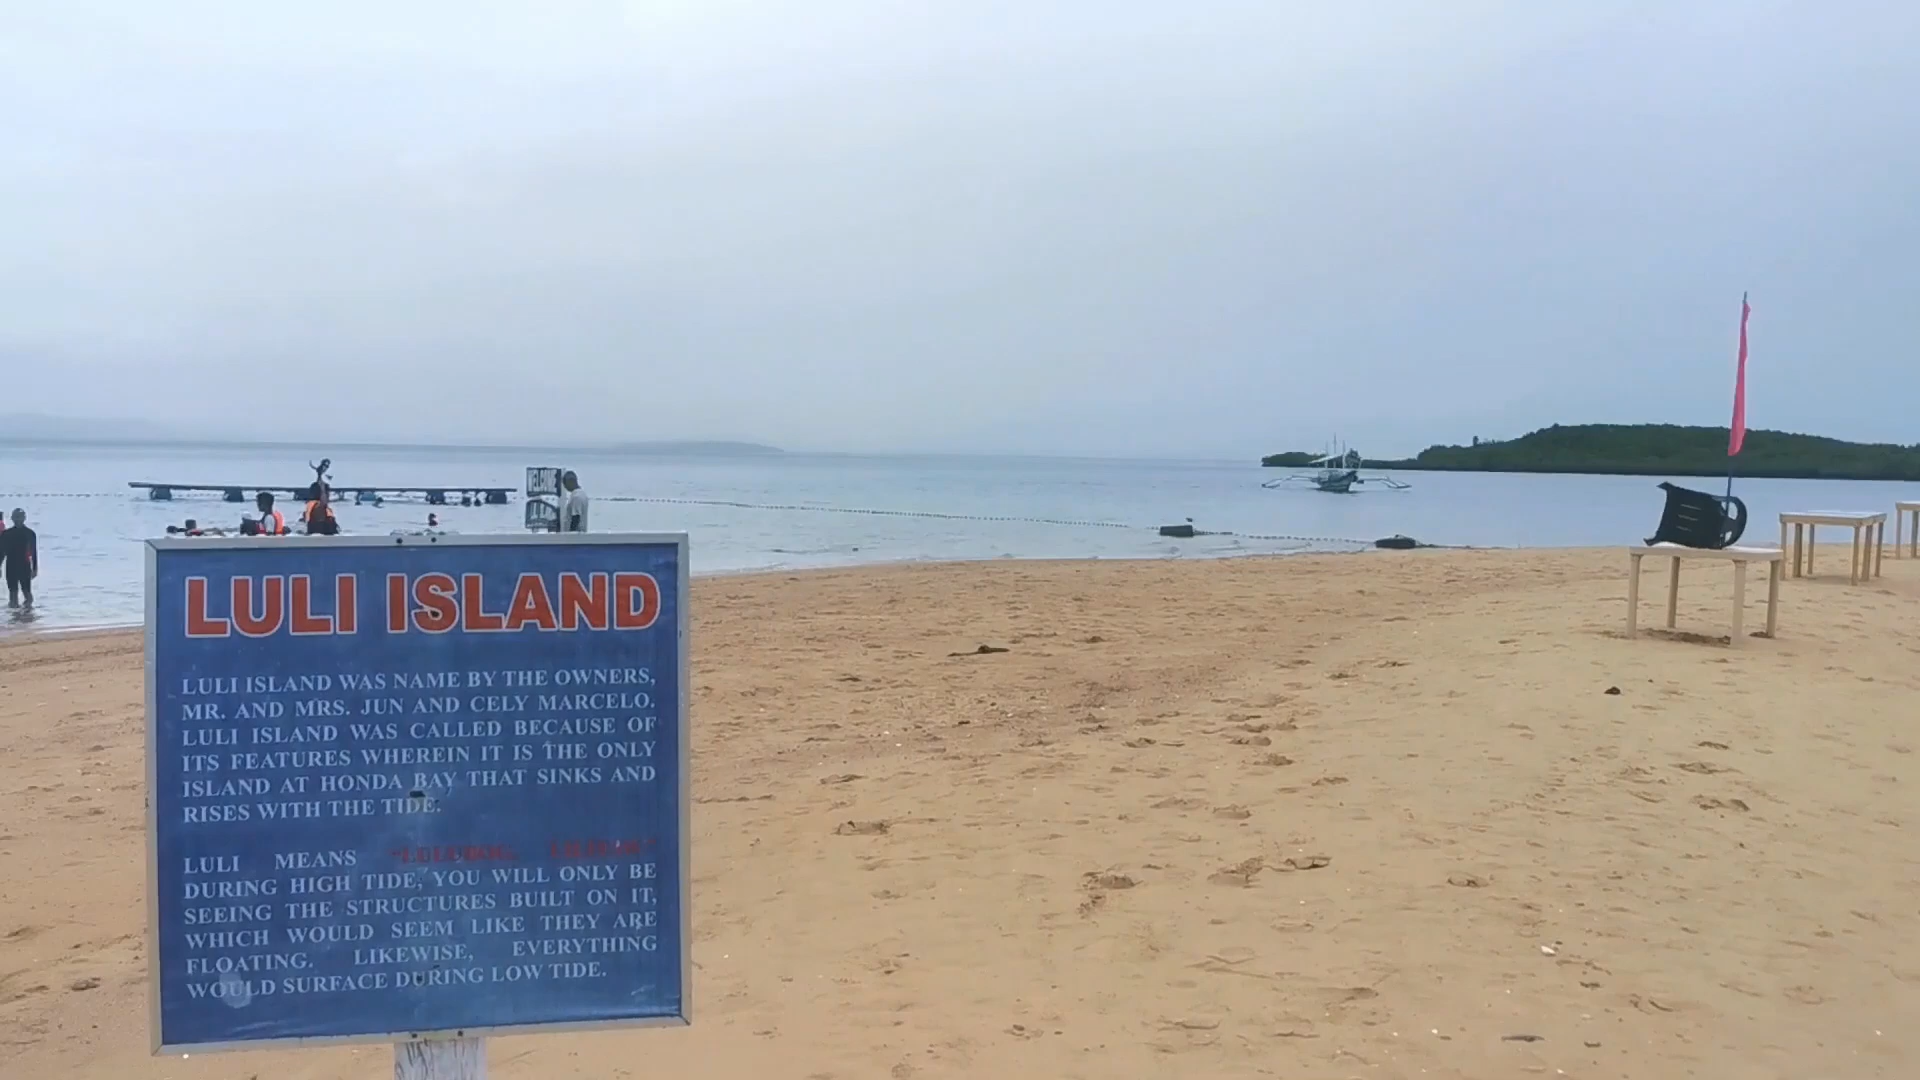 WELCOME
LULI ISLAND
LULI ISLAND WAS NAME BY THE OWNERS,
MR. AND MRS. JUN AND CELY MARCELO.
LULI ISLAND WAS CALLED BECAUSE OF
ITS FEATURES WHEREIN IT IS THE ONLY
ISLAND AT HONDA BAY THAT SINKS AND
RISES WITH THE TIDE.
LULI MEANS
DURING HIGH TIDE, YOU WILL ONLY BE
SEEING THE STRUCTURES BUILT ON IT,
WHICH WOULD SEEM LIKE THEY ARE
FLOATING. LIKEWISE, EVERYTHING
WOULD SURFACE DURING LOW TIDE.